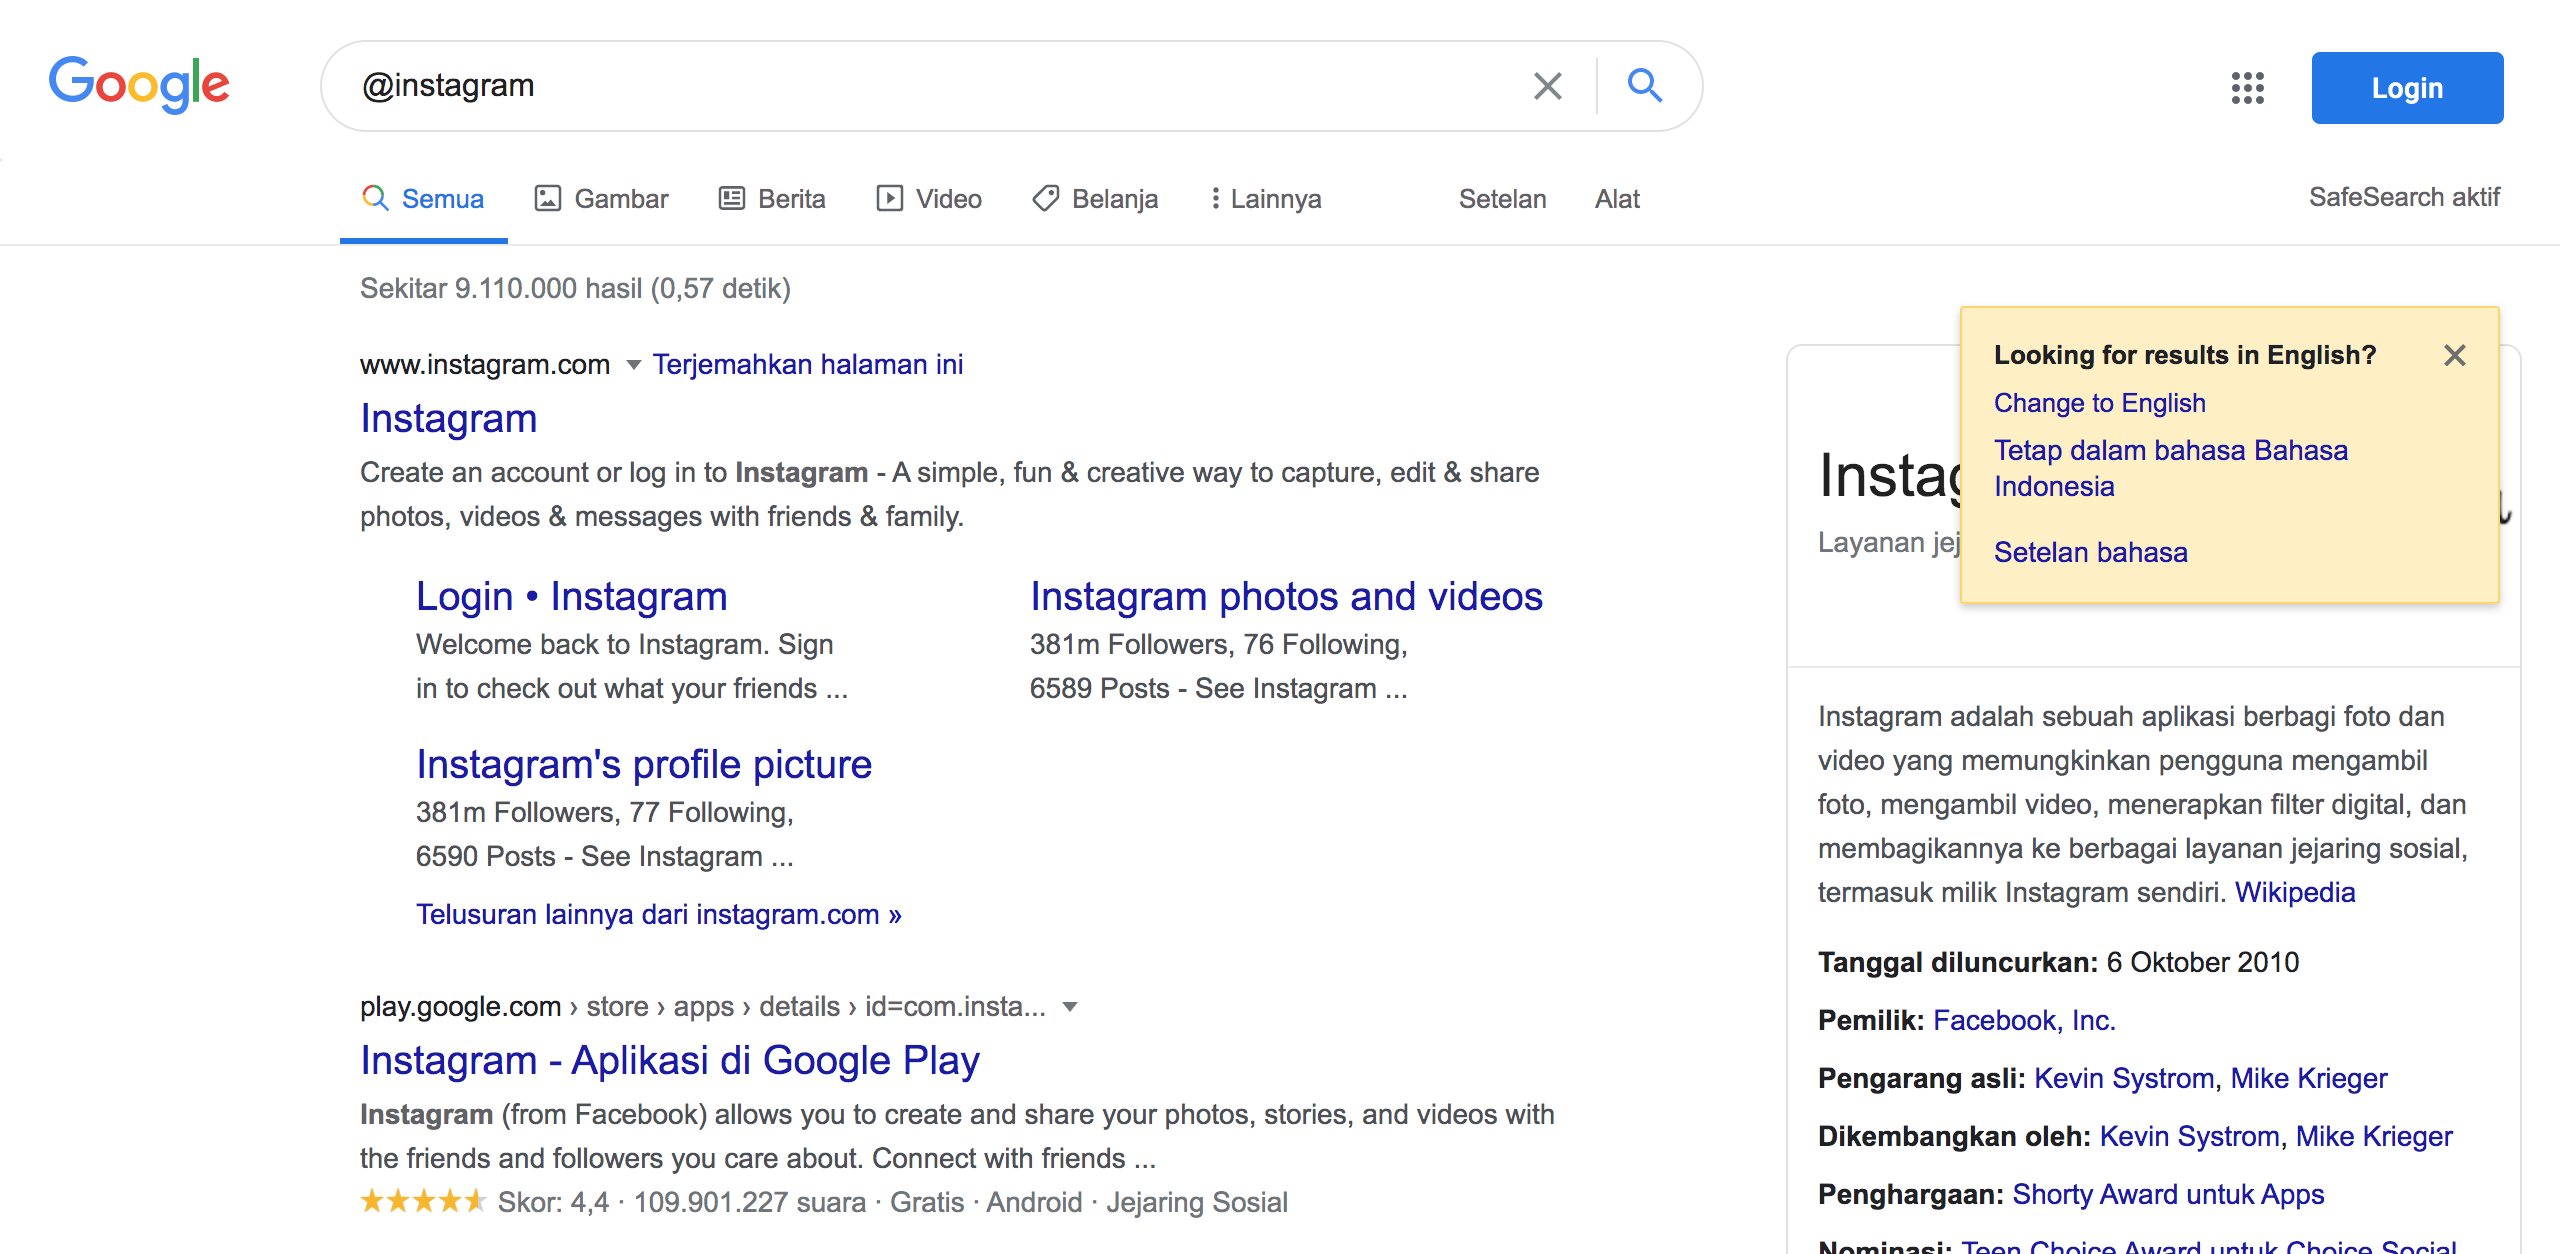 Google
@instagram
Login
Semua
Gambar
Berita
Video
Belanja
Lainnya
Setelan
Alat
SafeSearch aktif
Sekitar 9.110.000 hasil (0,57 detik)
www.instagram.com Terjemahkan halaman ini
Instagram
Create an account or log in to Instagram - A simple, fun & creative way to capture, edit & share
photos, videos & messages with friends & family.
Login • Instagram
Welcome back to Instagram. Sign
in to check out what your friends ...
Instagram photos and videos
381m Followers, 76 Following,
6589 Posts - See Instagram ...
Instagram's profile picture
381m Followers, 77 Following,
6590 Posts - See Instagram ...
Telusuran lainnya dari instagram.com »
play.google.com › store › apps › details › id=com.insta...
Instagram - Aplikasi di Google Play
Instagram (from Facebook) allows you to create and share your photos, stories, and videos with
the friends and followers you care about. Connect with friends ...
Skor: 4,4 · 109.901.227 suara · Gratis · Android · Jejaring Sosial
Looking for results in English?
Change to English
Tetap dalam bahasa Bahasa
Indonesia
Setelan bahasa
Layanan
Instagram adalah sebuah aplikasi berbagi foto dan
video yang memungkinkan pengguna mengambil
foto, mengambil video, menerapkan filter digital, dan
membagikannya ke berbagai layanan jejaring sosial,
termasuk milik Instagram sendiri. Wikipedia
Tanggal diluncurkan: 6 Oktober 2010
Pemilik: Facebook, Inc.
Pengarang asli: Kevin Systrom, Mike Krieger
Dikembangkan oleh: Kevin Systrom, Mike Krieger
Penghargaan: Shorty Award untuk Apps
Nominasi: Teen Choice Award untuk Choice Social